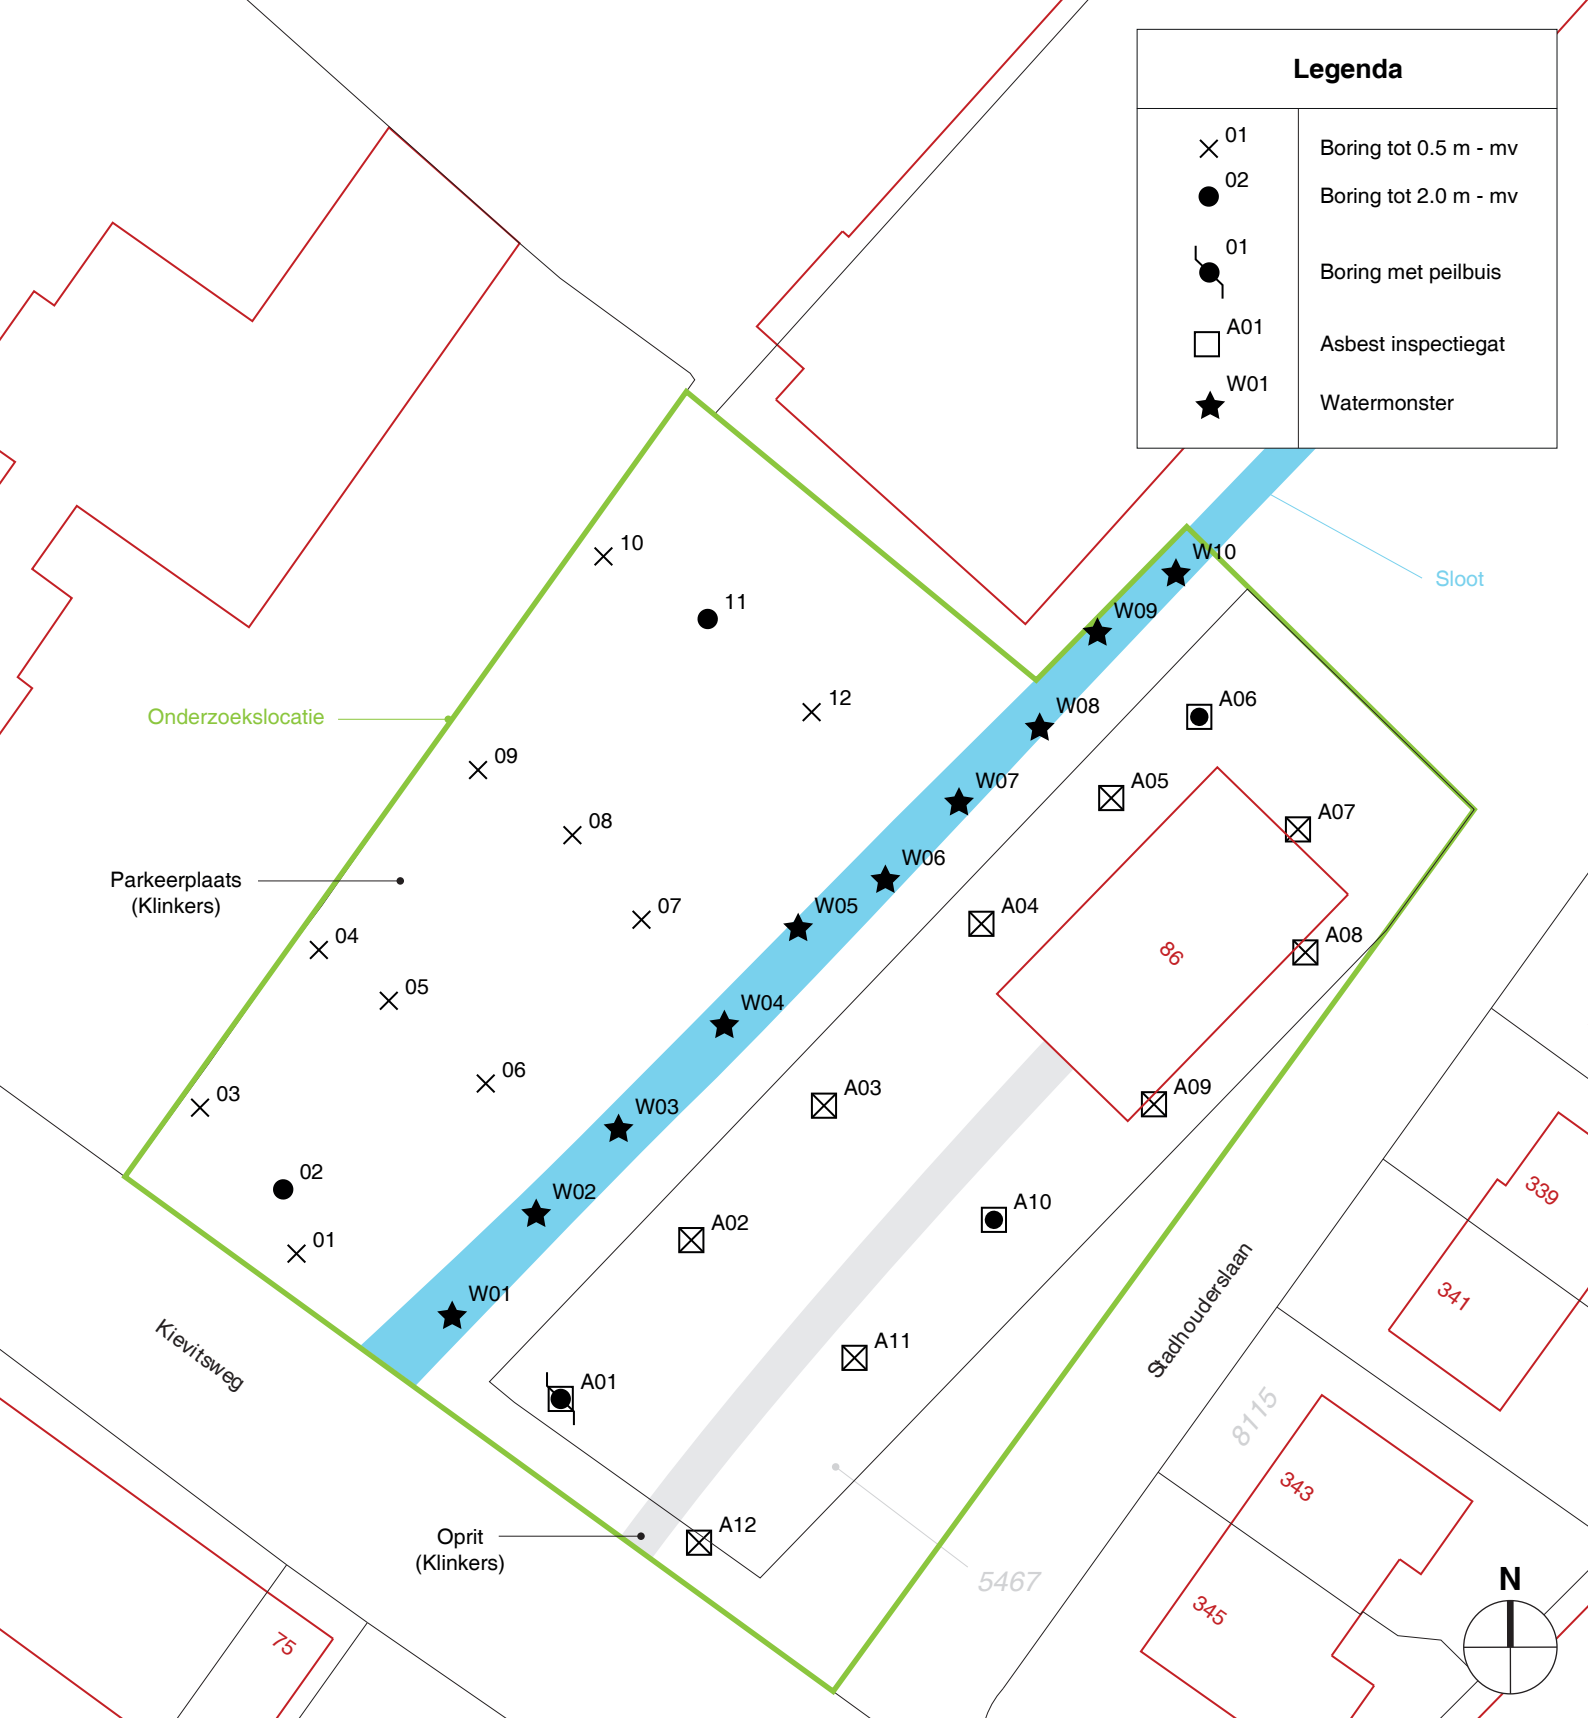 Legenda
01
Boring tot 0.5 m - mv
02
Boring tot 2.0 m - mv
01
Boring met peilbuis
A01
Asbest inspectiegat
W01
Watermonster
Sloot
10
11
12
09
08
07
04
05
06
03
02
01
Onderzoekslocatie
Parkeerplaats
(Klinkers)
W10
W09
W08
W07
W06
W05
W04
W03
W02
W01
A06
A05
A07
A04
A08
86
A03
A09
A02
A10
A11
A01
A12
Kievitsweg
Stadhouderslaan
Oprit
(Klinkers)
5467
8115
339
341
343
345
75
N